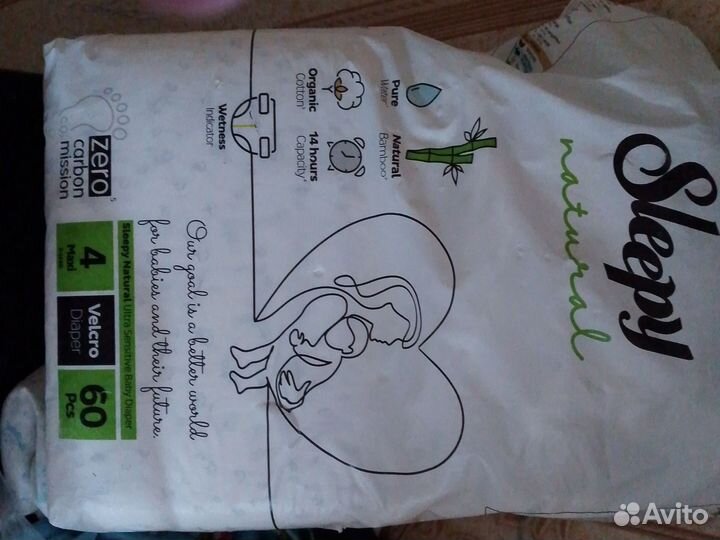 Sleepy
natural
Pure
Water
Natural
Bamboo
Organic
Cotton
14 hours
Capacity
Wetness
Indicator
Our goal is a better world
for babies and their future
zero
carbon
mission
Sleepy Natural Ultra Sensitive Baby Diaper
4
Maxi
Velcro
Diaper
60
Pcs
Avito